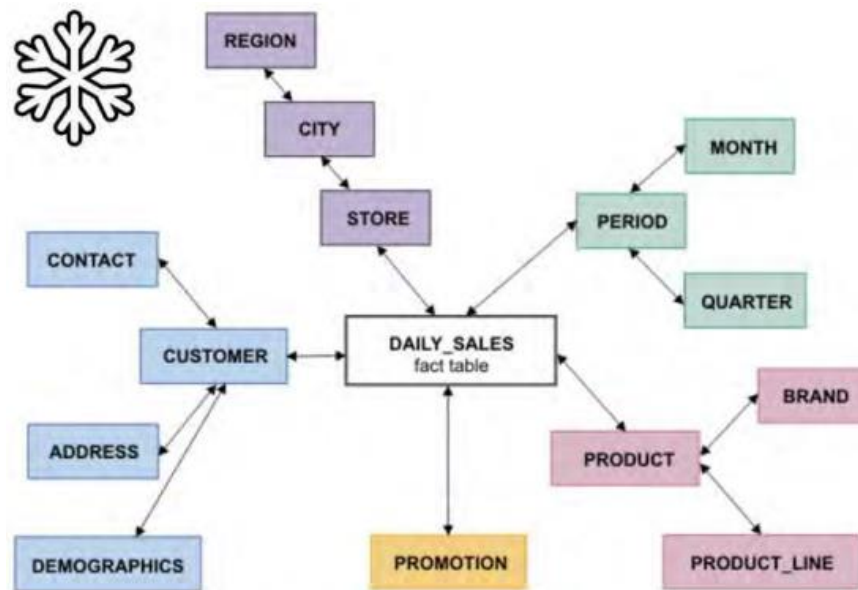 REGION
CITY
STORE
MONTH
PERIOD
QUARTER
CONTACT
CUSTOMER
ADDRESS
DEMOGRAPHICS
DAILY_SALES
fact table
BRAND
PRODUCT
PRODUCT_LINE
PROMOTION